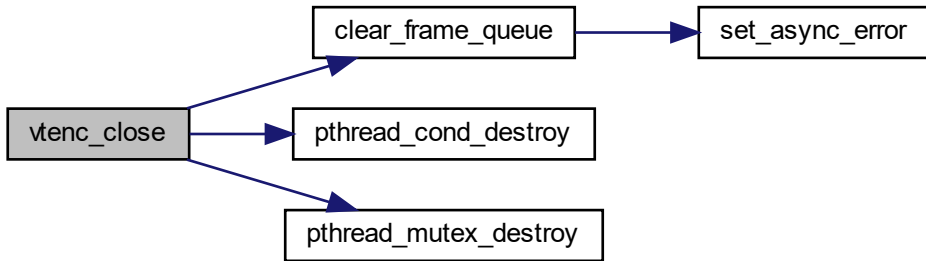 clear_frame_queue
set_async_error
vtenc_close
pthread_cond_destroy
pthread_mutex_destroy